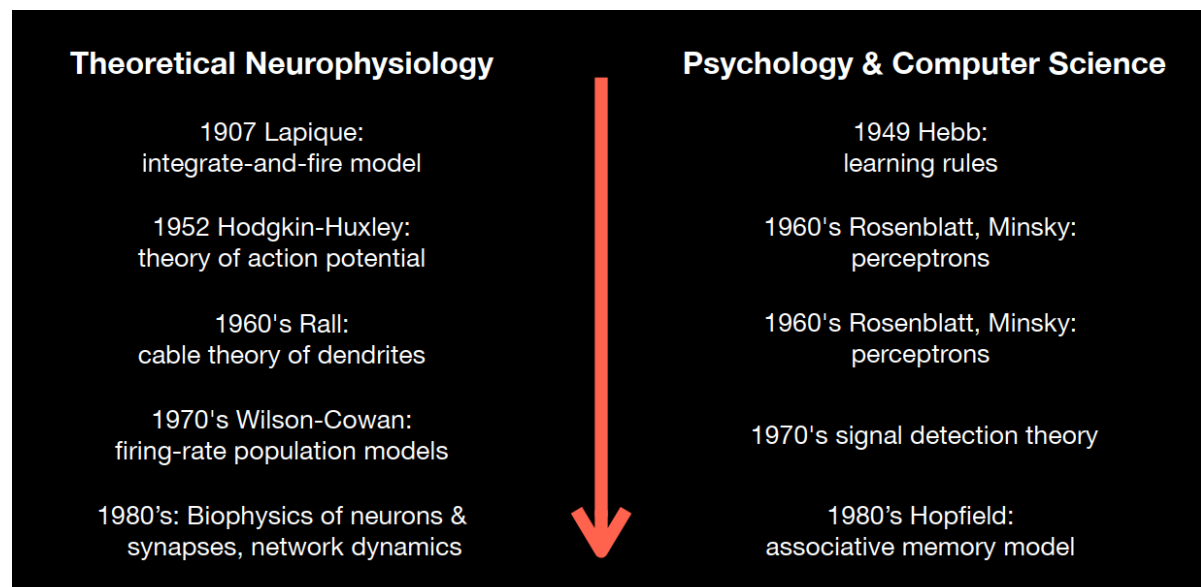 Theoretical Neurophysiology
1907 Lapique:
integrate-and-fire model
1952 Hodgkin-Huxley:
theory of action potential
1960's Rall:
cable theory of dendrites
1970's Wilson-Cowan:
firing-rate population models
1980’s: Biophysics of neurons &
synapses, network dynamics
Psychology & Computer Science
1949 Hebb:
learning rules
1960's Rosenblatt, Minsky:
perceptrons
1960's Rosenblatt, Minsky:
perceptrons
1970's signal detection theory
1980’s Hopfield:
associative memory model